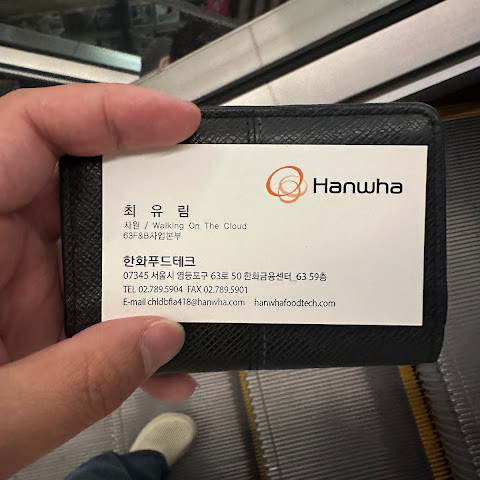 Hanwha
최 유 림
사원 / Walking On The Cloud
63F&B사업본부
한화푸드테크
07345 서울시 영등포구 63로 50 한화금융센터_63 59층
TEL 02.789.5904 FAX 02.789.5901
E-mail chldbfla418@hanwha.com hanwhafoodtech.com